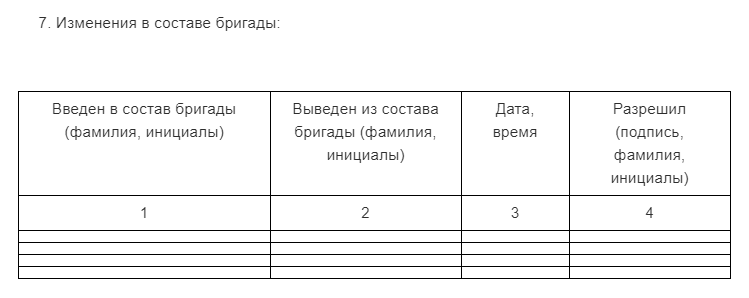 7. Изменения в составе бригады:
Введен в состав бригады
(фамилия, инициалы)
Выведен из состава
бригады (фамилия,
инициалы)
Дата,
время
Разрешил
(подпись,
фамилия,
инициалы)
1
2
3
4